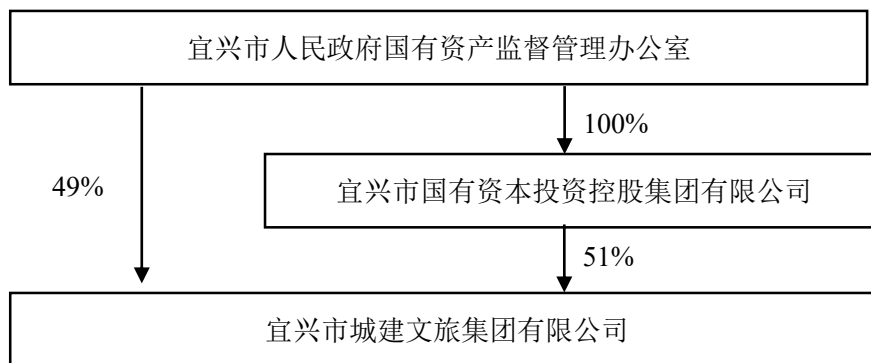 宜兴市人民政府国有资产监督管理办公室
100%
49%
宜兴市国有资本投资控股集团有限公司
51%
宜兴市城建文旅集团有限公司